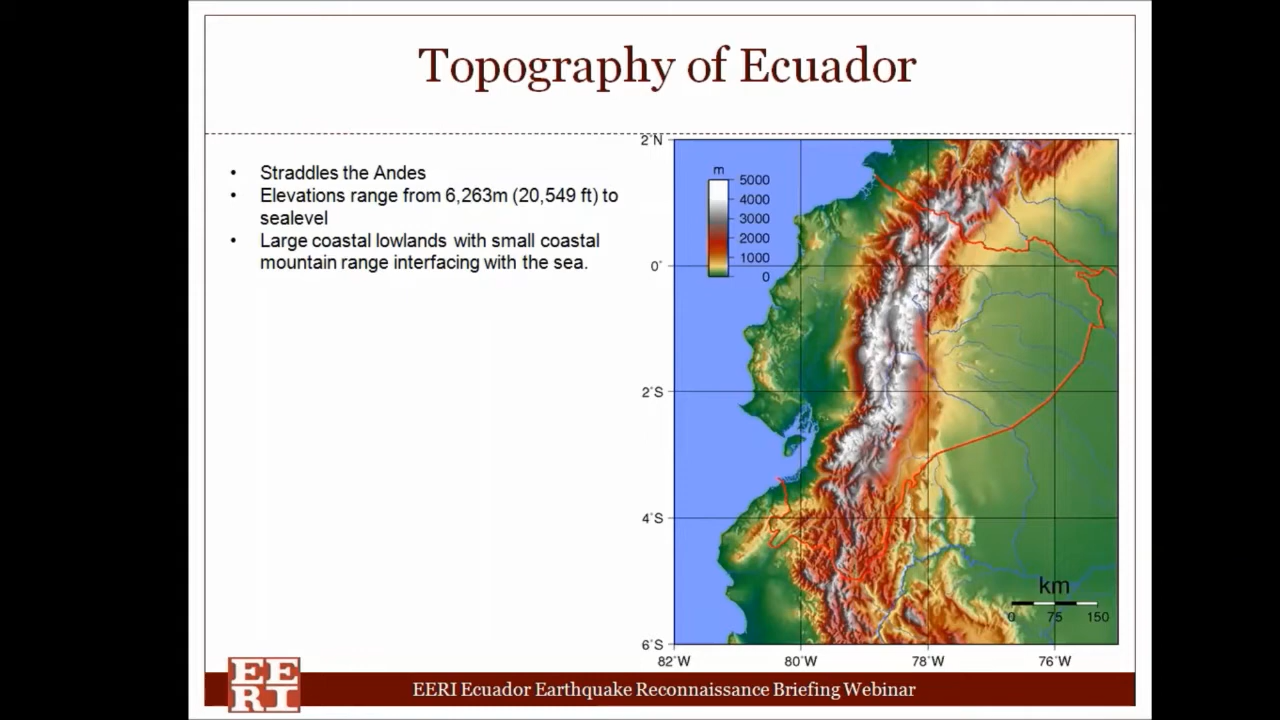 Topography of Ecuador
• Straddles the Andes
• Elevations range from 6,263m (20,549 ft) to
sealevel
• Large coastal lowlands with small coastal
mountain range interfacing with the sea.
2˚N
m
5000
4000
3000
2000
1000
0
0˚
2˚S
4˚S
km
0 75 150
6˚S
82˚W 80˚W 78˚W 76˚W
EE
RI
EERI Ecuador Earthquake Reconnaissance Briefing Webinar